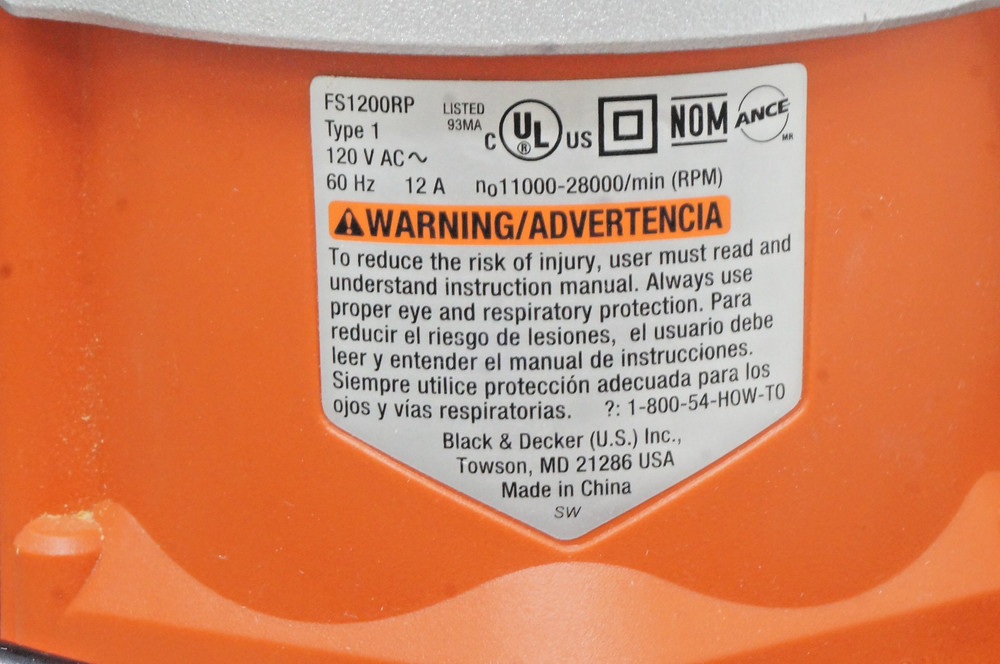 FS1200RP
Type 1
120 V AC~
60 Hz 12 A no11000-28000/min (RPM)
LISTED
93MA
C UL ® US
NOM
ANCE
MR
WARNING/ADVERTENCIA
To reduce the risk of injury, user must read and
understand instruction manual. Always use
proper eye and respiratory protection. Para
reducir el riesgo de lesiones, el usuario debe
leer y entender el manual de instrucciones.
Siempre utilice protección adecuada para los
ojos y vías respiratorias. ?: 1-800-54-HOW-TO
Black & Decker (U.S.) Inc.,
Towson, MD 21286 USA
Made in China
SW